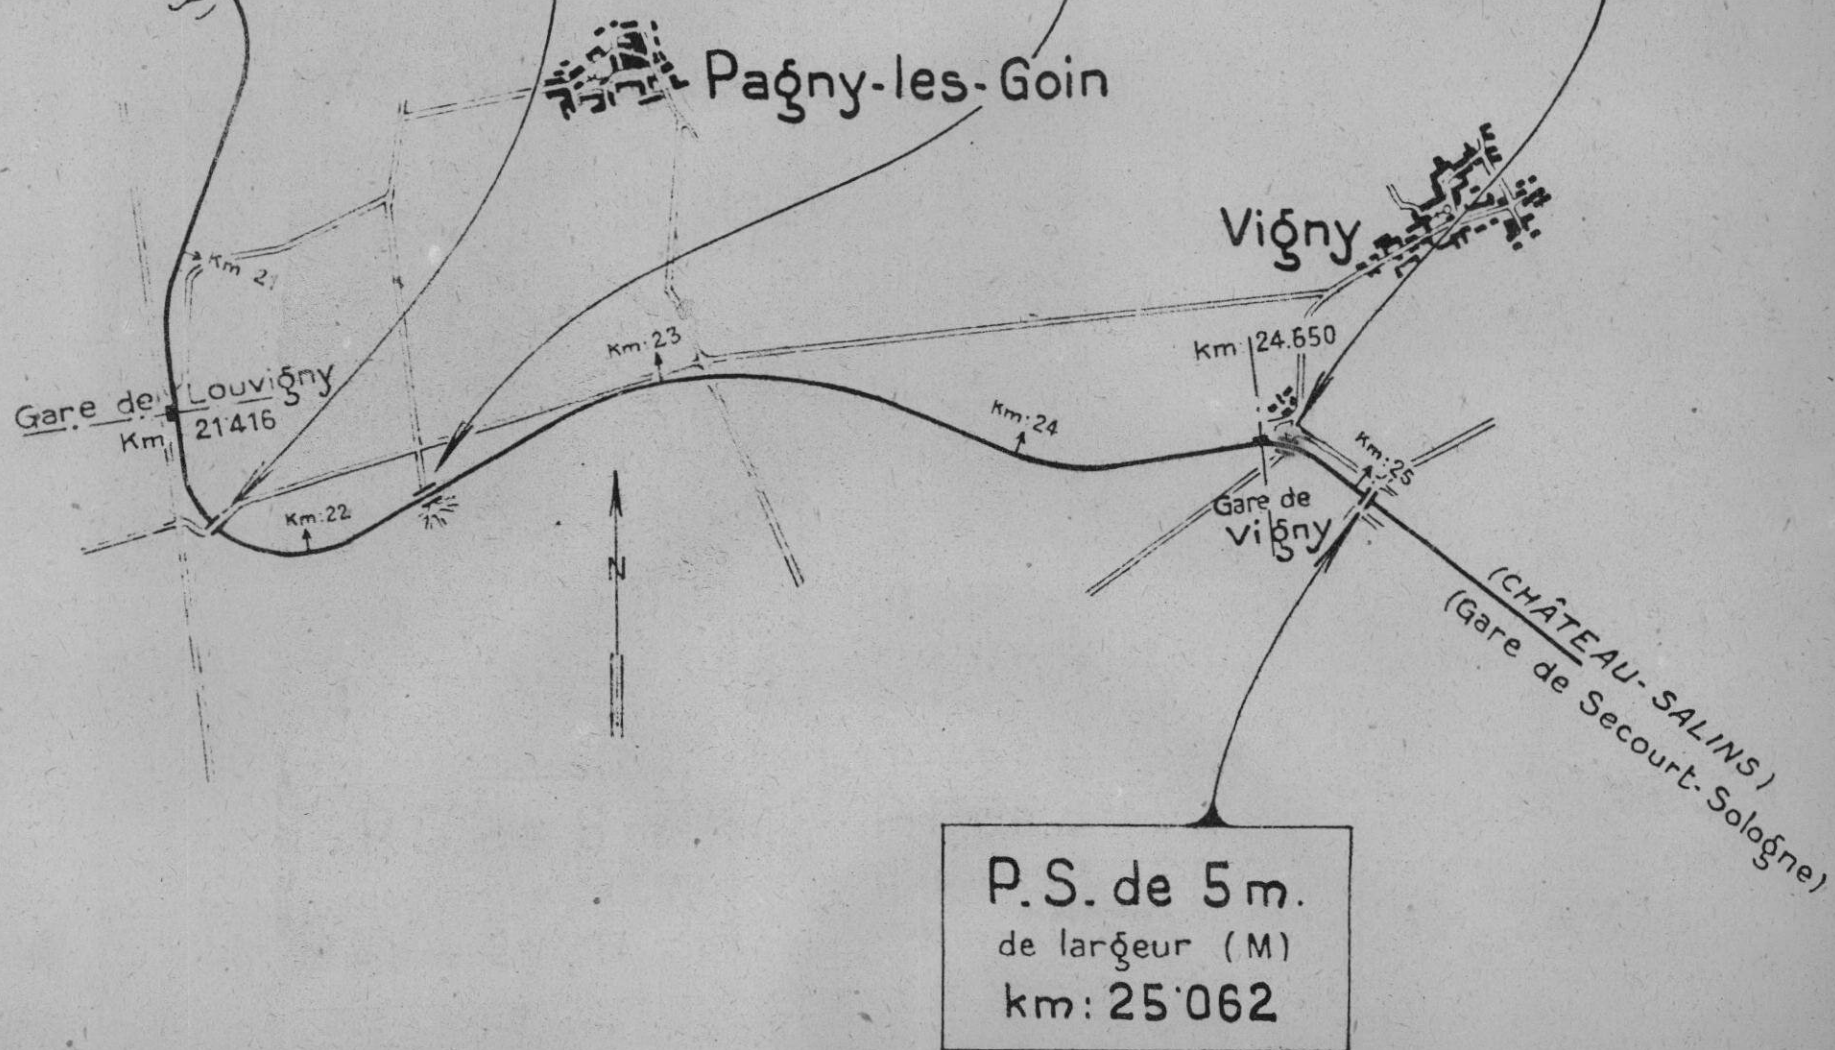 Pagny-les-Goin
Vigny
Km 21
Km: 23
Km: 24.650
Gare de Louvigny
Km 21'416
Km: 24
Km: 25
Km: 22
Gare de
Vigny
N
(CHÂTEAU-SALINS)
(Gare de Secourt-Sologne)
P.S. de 5m.
de largeur (M)
km: 25'062